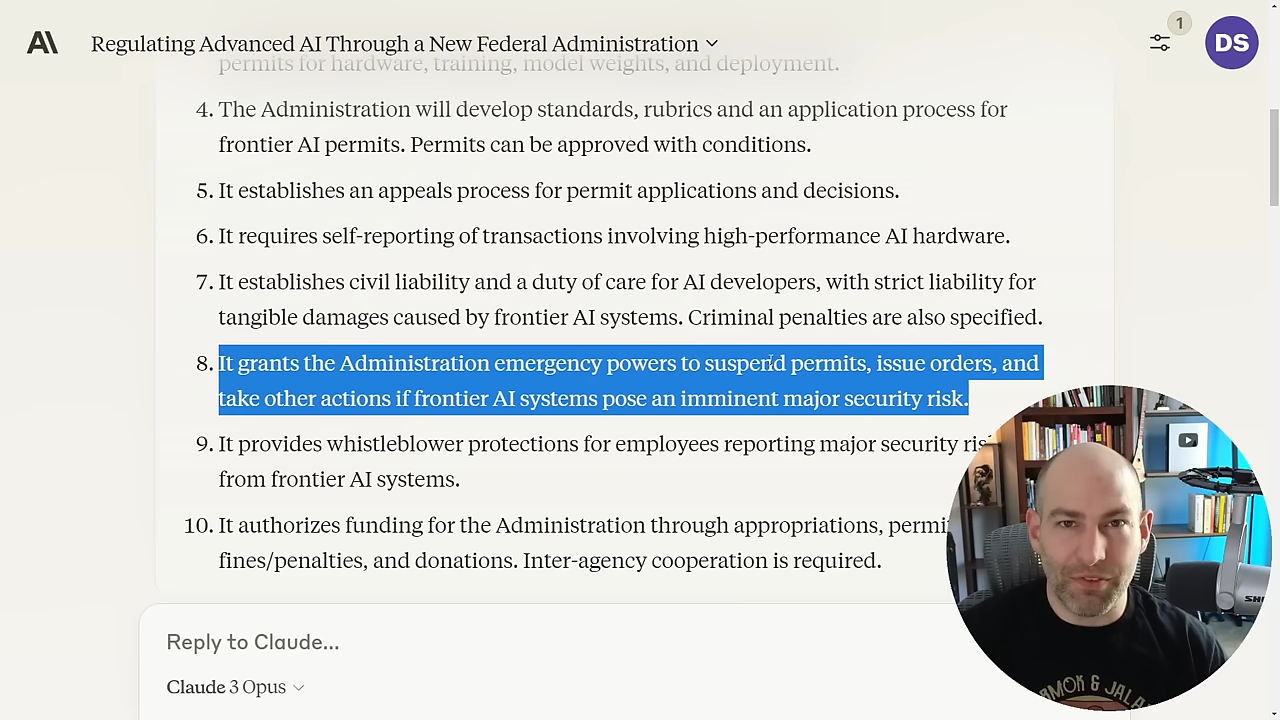 Regulating Advanced AI Through a New Federal Administration
1
DS
permits for hardware, training, model weights, and deployment.
4. The Administration will develop standards, rubrics and an application process for
frontier AI permits. Permits can be approved with conditions.
5. It establishes an appeals process for permit applications and decisions.
6. It requires self-reporting of transactions involving high-performance AI hardware.
7. It establishes civil liability and a duty of care for AI developers, with strict liability for
tangible damages caused by frontier AI systems. Criminal penalties are also specified.
8. It grants the Administration emergency powers to suspend permits, issue orders, and
take other actions if frontier AI systems pose an imminent major security risk.
9. It provides whistleblower protections for employees reporting major security
from frontier AI systems.
10. It authorizes funding for the Administration through appropriations,
fines/penalties, and donations. Inter-agency cooperation is required.
Reply to Claude...
Claude 3 Opus
& JALA